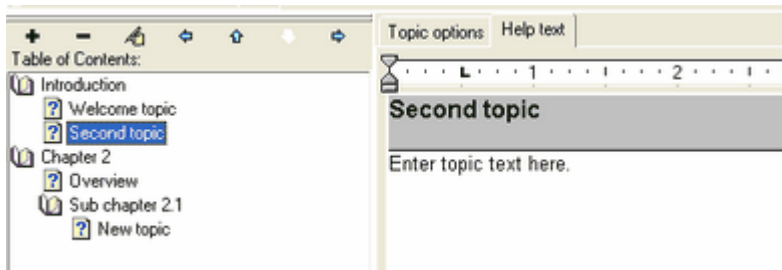 Table of Contents:
Introduction
Welcome topic
Second topic
Chapter 2
Overview
Sub chapter 2.1
New topic
Topic options Help text
1 2
Second topic
Enter topic text here.